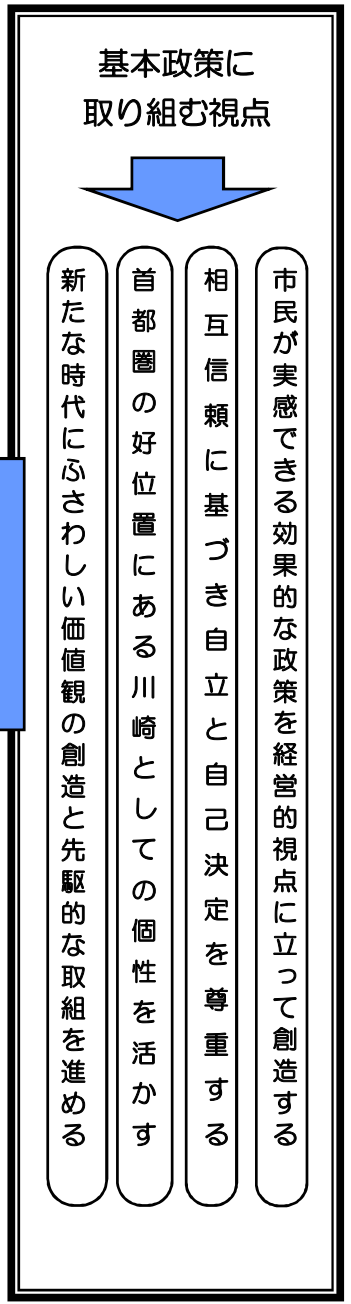 基本政策に
取り組む視点
市民が実感できる効果的な政策を経営的視点に立って創造する
相互信頼に基づき自立と自己決定を尊重する
首都圏の好位置にある川崎としての個性を活かす
新たな時代にふさわしい価値観の創造と先駆的な取組を進める